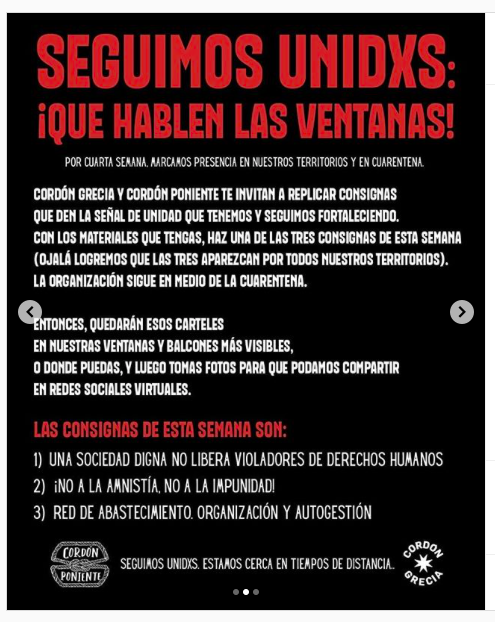 SEGUIMOS UNIDXS:
¡QUE HABLEN LAS VENTANAS!
POR CUARTA SEMANA, MARCAMOS PRESENCIA EN NUESTROS TERRITORIOS Y EN CUARENTENA.
CORDÓN GRECIA Y CORDÓN PONIENTE TE INVITAN A REPLICAR CONSIGNAS
QUE DEN LA SEÑAL DE UNIDAD QUE TENEMOS Y SEGUIMOS FORTALECIENDO.
CON LOS MATERIALES QUE TENGAS, HAZ UNA DE LAS TRES CONSIGNAS DE ESTA SEMANA
(OJALÁ LOGREMOS QUE LAS TRES APAREZCAN POR TODOS NUESTROS TERRITORIOS).
LA ORGANIZACIÓN SIGUE EN MEDIO DE LA CUARENTENA.
ENTONCES, QUEDARÁN ESOS CARTELES
EN NUESTRAS VENTANAS Y BALCONES MÁS VISIBLES,
O DONDE PUEDAS, Y LUEGO TOMAS FOTOS PARA QUE PODAMOS COMPARTIR
EN REDES SOCIALES VIRTUALES.
LAS CONSIGNAS DE ESTA SEMANA SON:
1) UNA SOCIEDAD DIGNA NO LIBERA VIOLADORES DE DERECHOS HUMANOS
2) ¡NO A LA AMNISTÍA, NO A LA IMPUNIDAD!
3) RED DE ABASTECIMIENTO. ORGANIZACIÓN Y AUTOGESTIÓN
CORDÓN
PONIENTE
SEGUIMOS UNIDXS. ESTAMOS CERCA EN TIEMPOS DE DISTANCIA.
CORDON
GRECIA